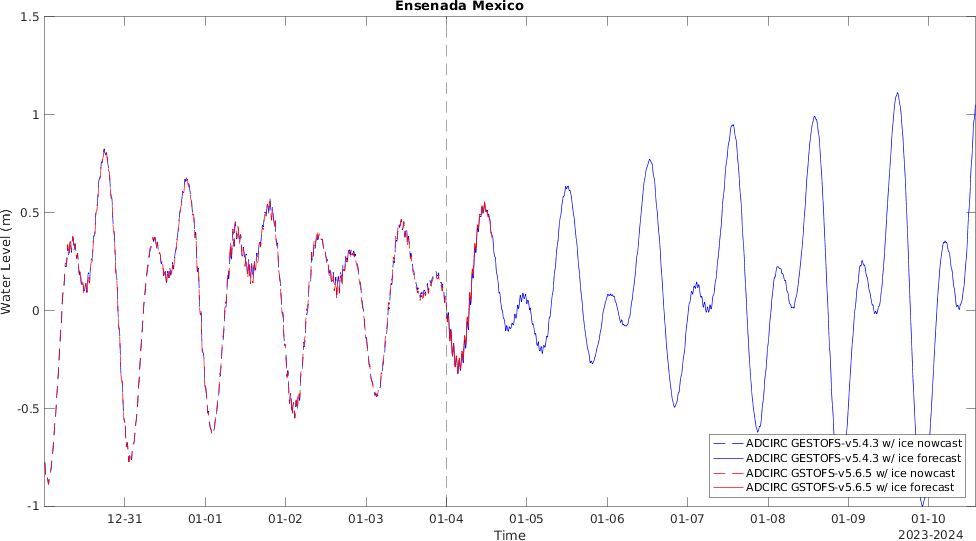 Ensenada Mexico
1.5
1
0.5
0
-0.5
-1
Water Level (m)
12-31
01-01
01-02
01-03
01-04
01-05
01-06
01-07
01-08
01-09
01-10
Time
2023-2024
ADCIRC GESTOFS-v5.4.3 w/ ice nowcast
ADCIRC GESTOFS-v5.4.3 w/ ice forecast
ADCIRC GSTOFS-v5.6.5 w/ ice nowcast
ADCIRC GSTOFS-v5.6.5 w/ ice forecast